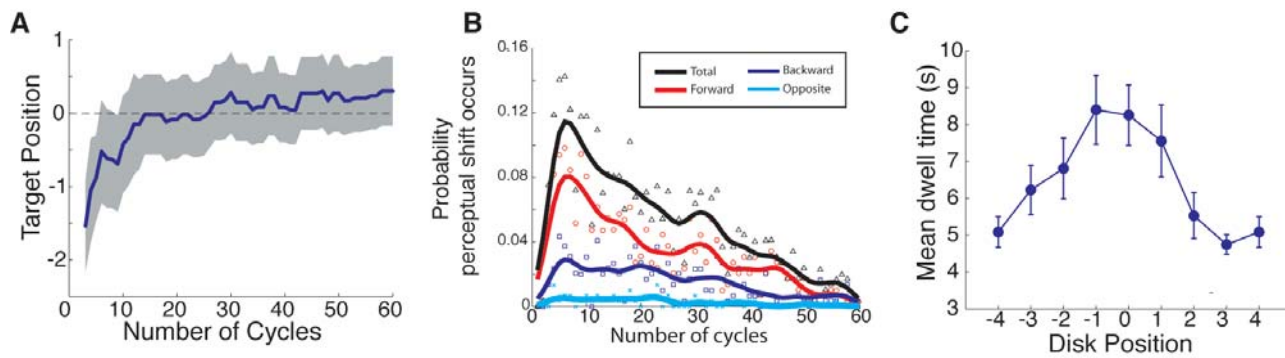 A
Target Position
1
0
-1
-2
0 10 20 30 40 50 60
Number of Cycles
B
Probability
perceptual shift occurs
0.16
0.12
0.08
0.04
0
Total
Backward
Forward
Opposite
0 10 20 30 40 50 60
Number of cycles
C
Mean dwell time (s)
10
9
8
7
6
5
4
3
-4 -3 -2 -1 0 1 2 3 4
Disk Position